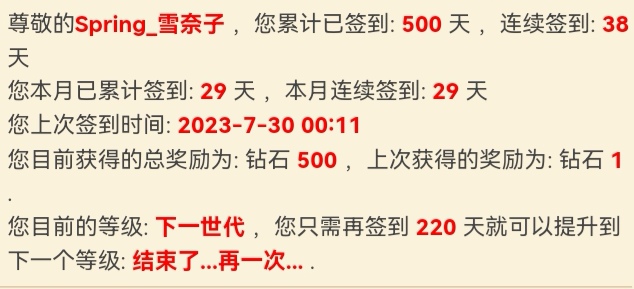 尊敬的Spring_雪奈子 ，您累计已签到: 500 天 ，连续签到: 38
天
您本月已累计签到: 29 天 ，本月连续签到: 29 天
您上次签到时间: 2023-7-30 00:11
您目前获得的总奖励为: 钻石 500 ，上次获得的奖励为: 钻石 1
.
您目前的等级: 下一世代 ，您只需再签到 220 天就可以提升到
下一个等级: 结束了...再一次... .